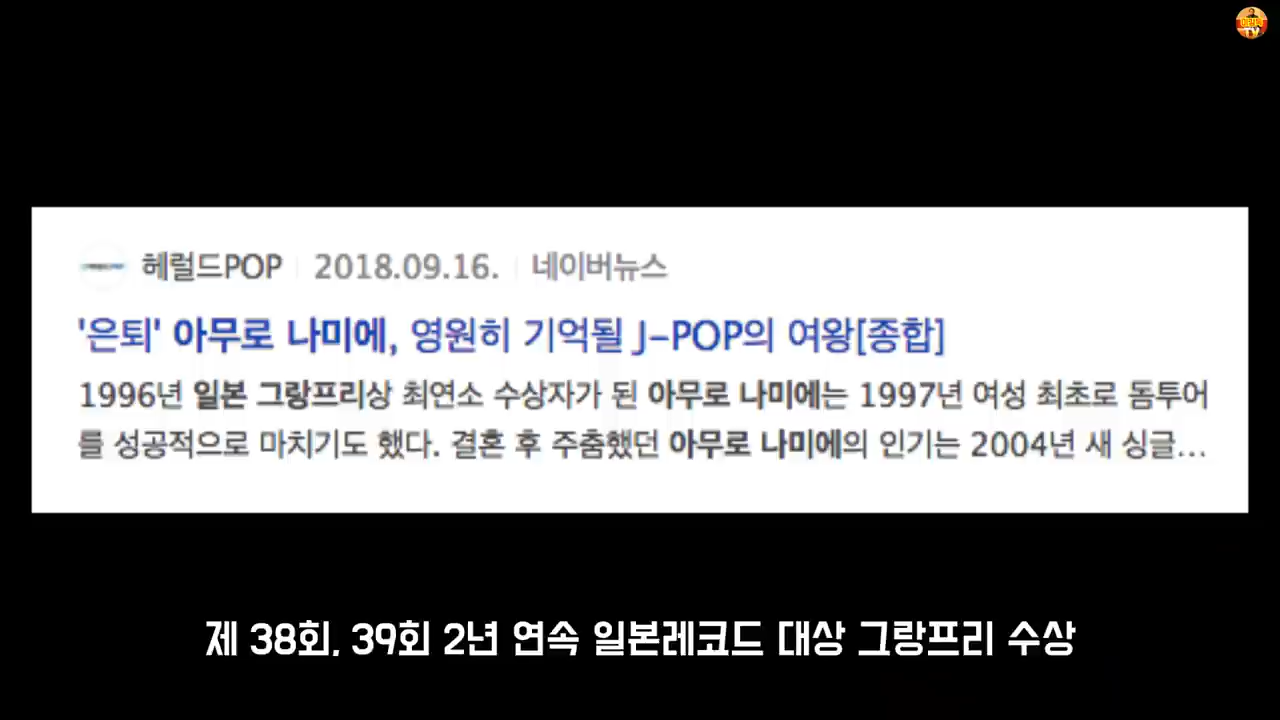 헤럴드POP 2018.09.16. 네이버뉴스
'은퇴' 아무로 나미에, 영원히 기억될 J-POP의 여왕[종합]
1996년 일본 그랑프리상 최연소 수상자가 된 아무로 나미에는 1997년 여성 최초로 돔투어
를 성공적으로 마치기도 했다. 결혼 후 주춤했던 아무로 나미에의 인기는 2004년 새 싱글...
제 38회, 39회 2년 연속 일본레코드 대상 그랑프리 수상